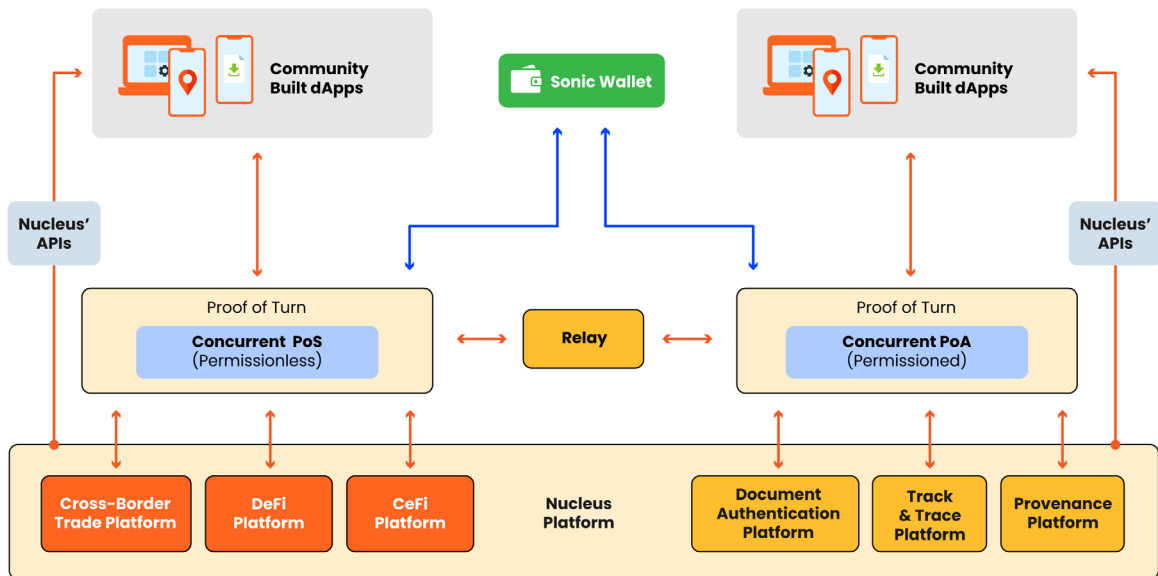 Community
Built dApps
Sonic Wallet
Community
Built dApps
Nucleus’
APIs
Nucleus’
APIs
Proof of Turn
Concurrent PoS
(Permissionless)
Relay
Proof of Turn
Concurrent PoA
(Permissioned)
Cross-Border
Trade Platform
DeFi
Platform
CeFi
Platform
Nucleus
Platform
Document
Authentication
Platform
Track
& Trace
Platform
Provenance
Platform